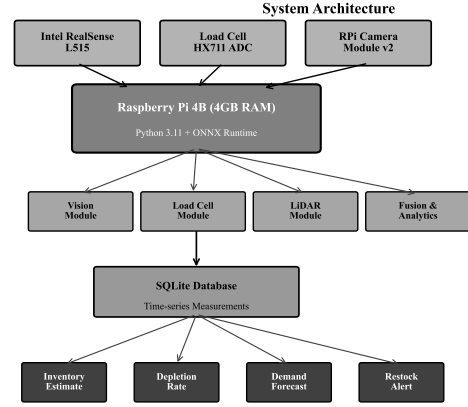 System Architecture
Intel RealSense
L515
Load Cell
HX711 ADC
RPi Camera
Module v2
Raspberry Pi 4B (4GB RAM)
Python 3.11 + ONNX Runtime
Vision
Module
Load Cell
Module
LiDAR
Module
Fusion &
Analytics
SQLite Database
Time-series Measurements
Inventory
Estimate
Depletion
Rate
Demand
Forecast
Restock
Alert